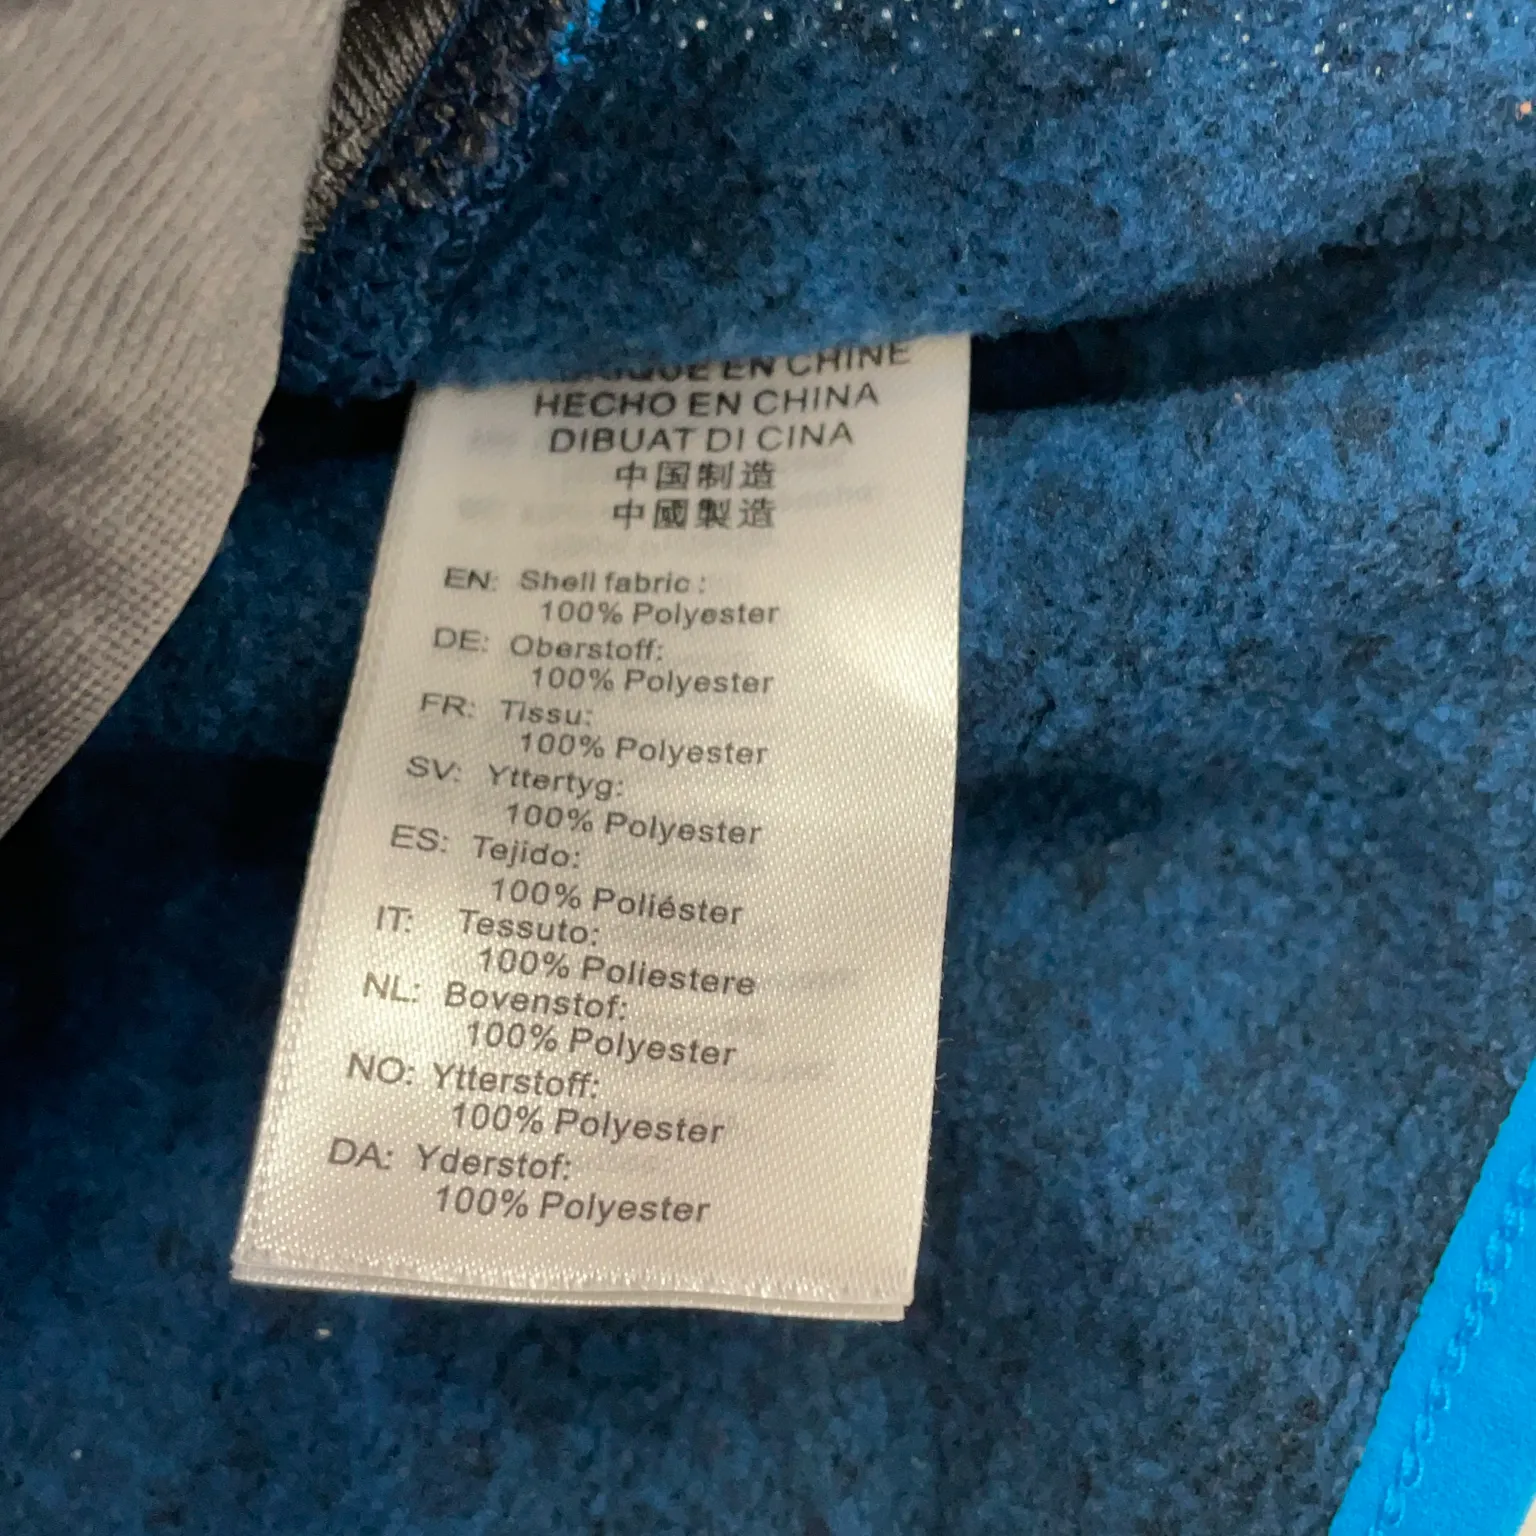 EN CHINE
HECHO EN CHINA
DIBUAT DI CINA
中国制造
中國製造
EN: Shell fabric :
100% Polyester
DE: Oberstoff:
100% Polyester
FR: Tissu:
100% Polyester
SV: Yttertyg:
100% Polyester
ES: Tejido:
100% Poliéster
IT: Tessuto:
100% Poliestere
NL: Bovenstof:
100% Polyester
NO: Ytterstoff:
100% Polyester
DA: Yderstof:
100% Polyester